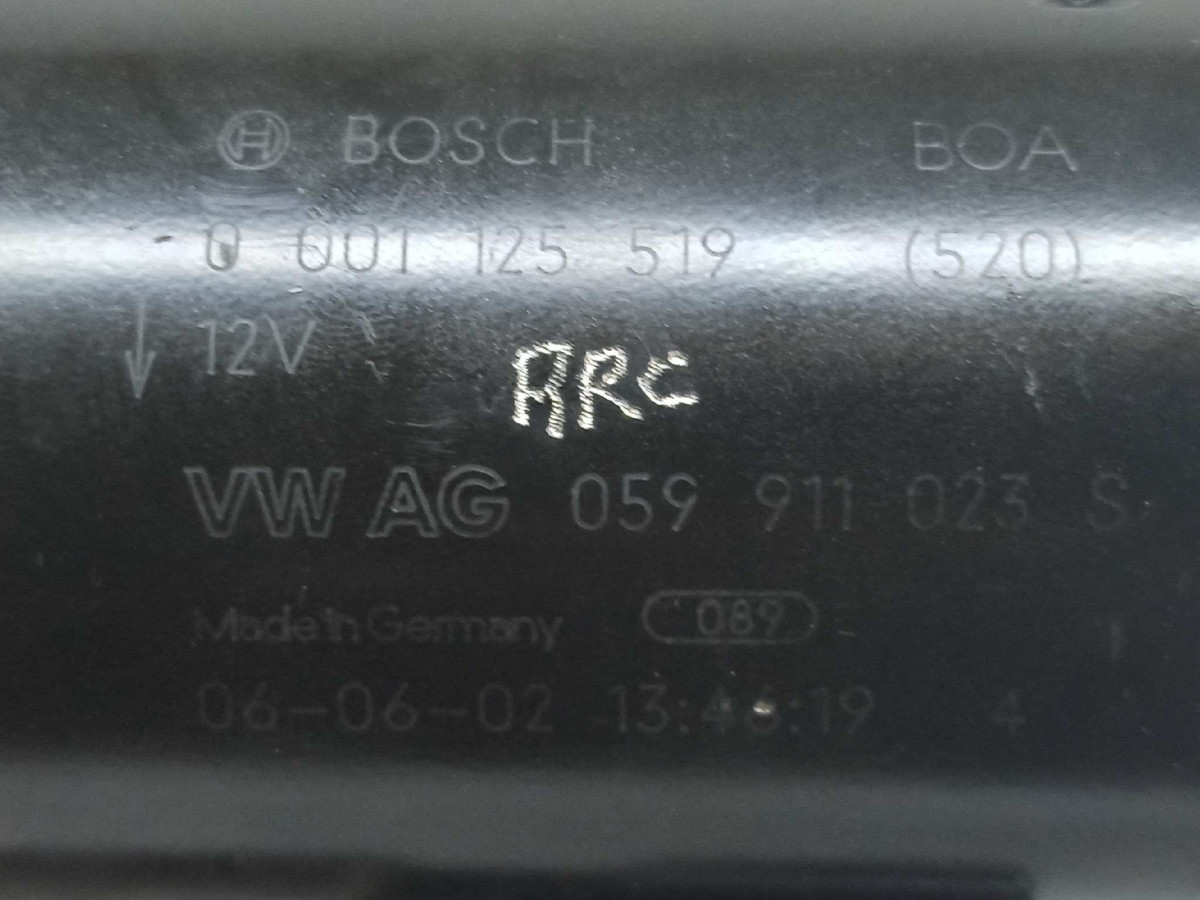 BOSCH BOA
0 001 125 519 (520)
12V
ARC
VW AG 059 911 023 S
Made in Germany 089
06-06-02 13:46:19 4